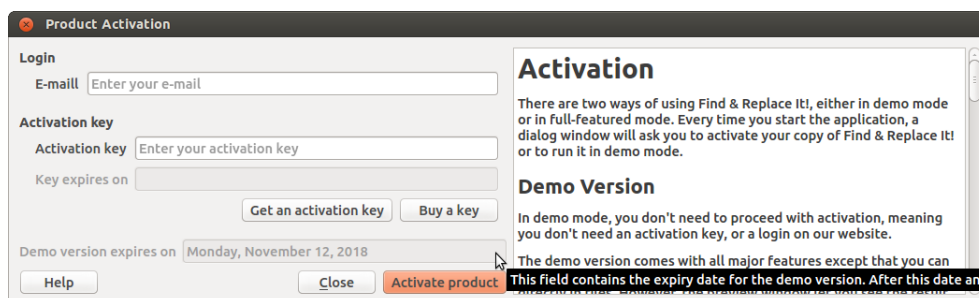 Product Activation
Login
E-maill Enter your e-mail
Activation key
Activation key Enter your activation key
Key expires on
Get an activation key Buy a key
Demo version expires on Monday, November 12, 2018
Help Close Activate product
Activation
There are two ways of using Find & Replace It!, either in demo mode
or in full-featured mode. Every time you start the application, a
dialog window will ask you to activate your copy of Find & Replace It!
or to run it in demo mode.
Demo Version
In demo mode, you don't need to proceed with activation, meaning
you don't need an activation key, or a login on our website.
The demo version comes with all major features except that you can
This field contains the expiry date for the demo version. After this date an